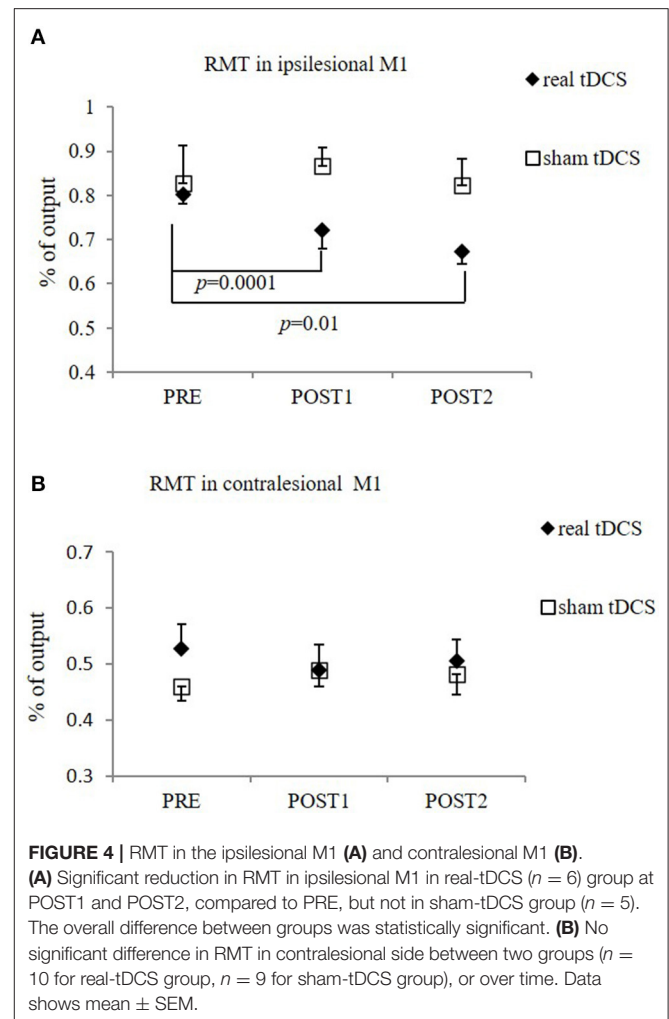 A
RMT in ipsilesional M1
real tDCS
sham tDCS
% of output
1
0.9
0.8
0.7
0.6
0.5
0.4
p=0.0001
p=0.01
PRE POST1 POST2
B
RMT in contralesional M1
real tDCS
sham tDCS
% of output
0.7
0.6
0.5
0.4
0.3
PRE POST1 POST2
FIGURE 4 | RMT in the ipsilesional M1 (A) and contralesional M1 (B).
(A) Significant reduction in RMT in ipsilesional M1 in real-tDCS (n = 6) group at
POST1 and POST2, compared to PRE, but not in sham-tDCS group (n = 5).
The overall difference between groups was statistically significant. (B) No
significant difference in RMT in contralesional side between two groups (n =
10 for real-tDCS group, n = 9 for sham-tDCS group), or over time. Data
shows mean ± SEM.